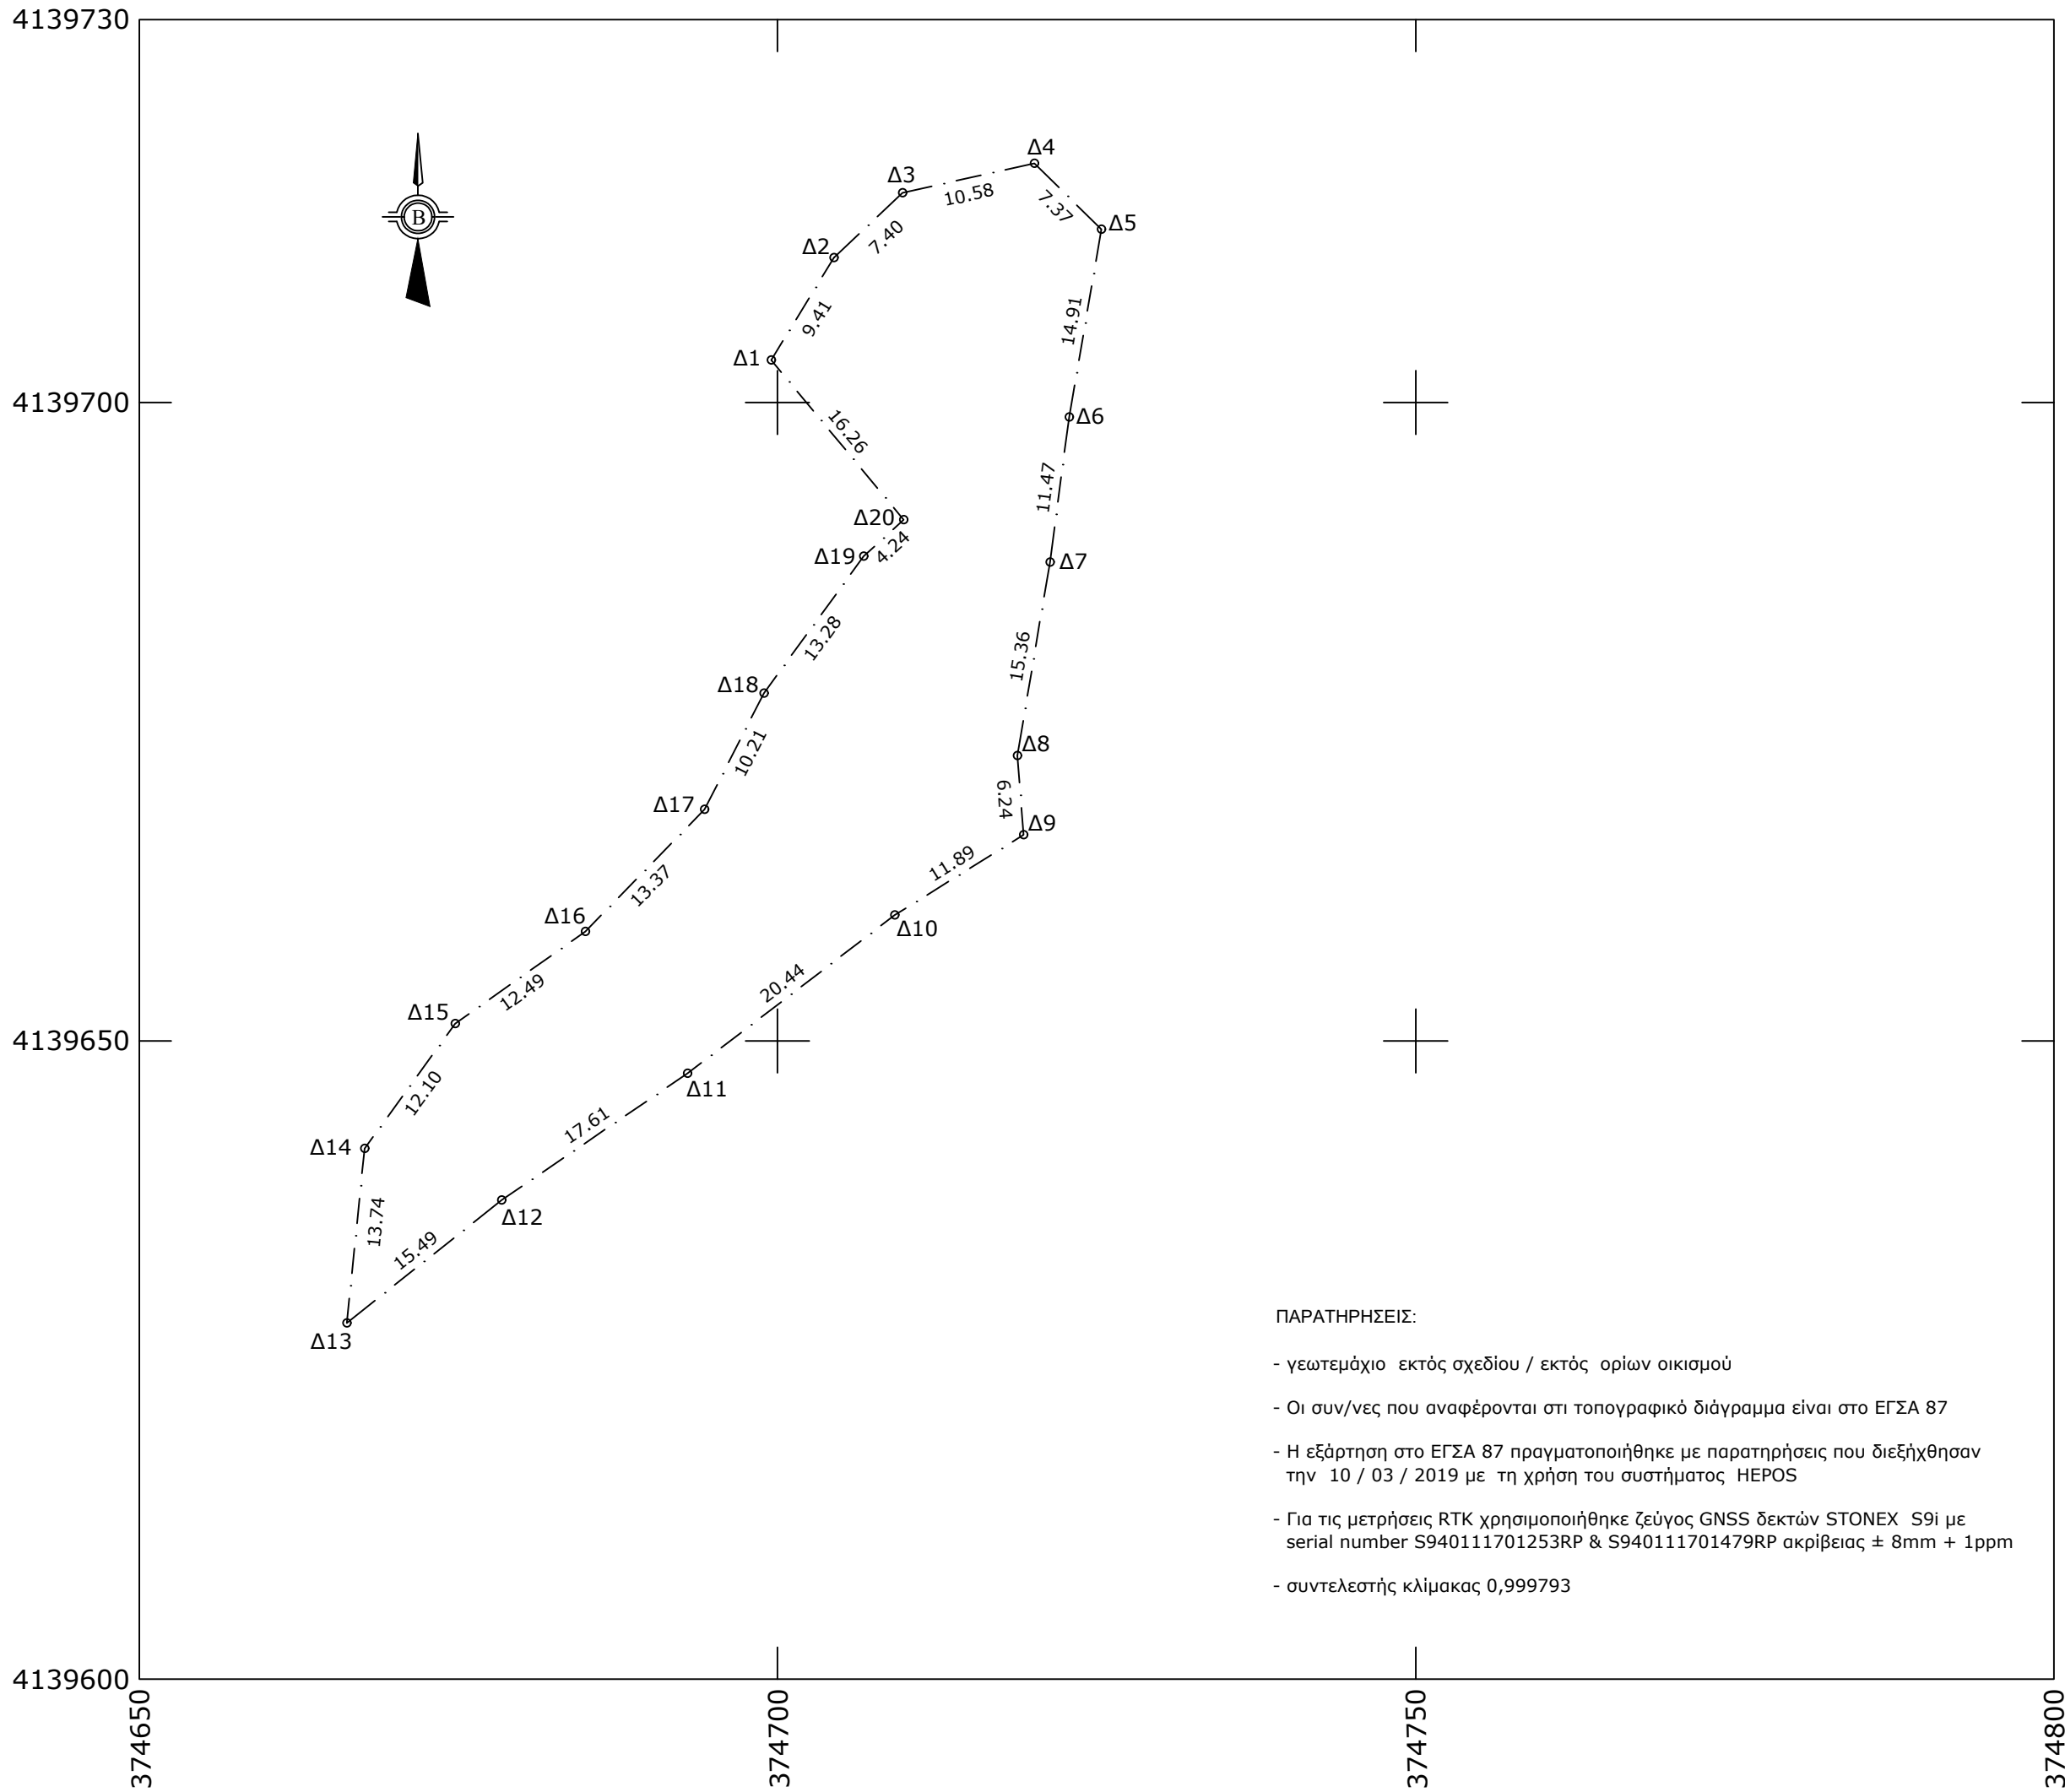 4139730
Δ4
Δ3
10.58
7.37
Δ5
Β
Δ2
7.40
9.41
14.91
Δ1
4139700
Δ6
16.26
11.47
Δ20
Δ19
4.24
Δ7
13.28
15.36
Δ18
10.21
Δ8
6.24
Δ17
Δ9
11.89
13.37
Δ16
Δ10
20.44
12.49
Δ15
4139650
Δ11
12.10
17.61
Δ14
Δ12
13.74
15.49
Δ13
ΠΑΡΑΤΗΡΗΣΕΙΣ:
- γεωτεμάχιο εκτός σχεδίου / εκτός ορίων οικισμού
- Οι συν/νες που αναφέρονται στι τοπογραφικό διάγραμμα είναι στο ΕΓΣΑ 87
- Η εξάρτηση στο ΕΓΣΑ 87 πραγματοποιήθηκε με παρατηρήσεις που διεξήχθησαν
την 10 / 03 / 2019 με τη χρήση του συστήματος HEPOS
- Για τις μετρήσεις RTK χρησιμοποιήθηκε ζεύγος GNSS δεκτών STONEX S9i με
serial number S940111701253RP & S940111701479RP ακρίβειας ± 8mm + 1ppm
- συντελεστής κλίμακας 0,999793
4139600
374650
374700
374750
374800